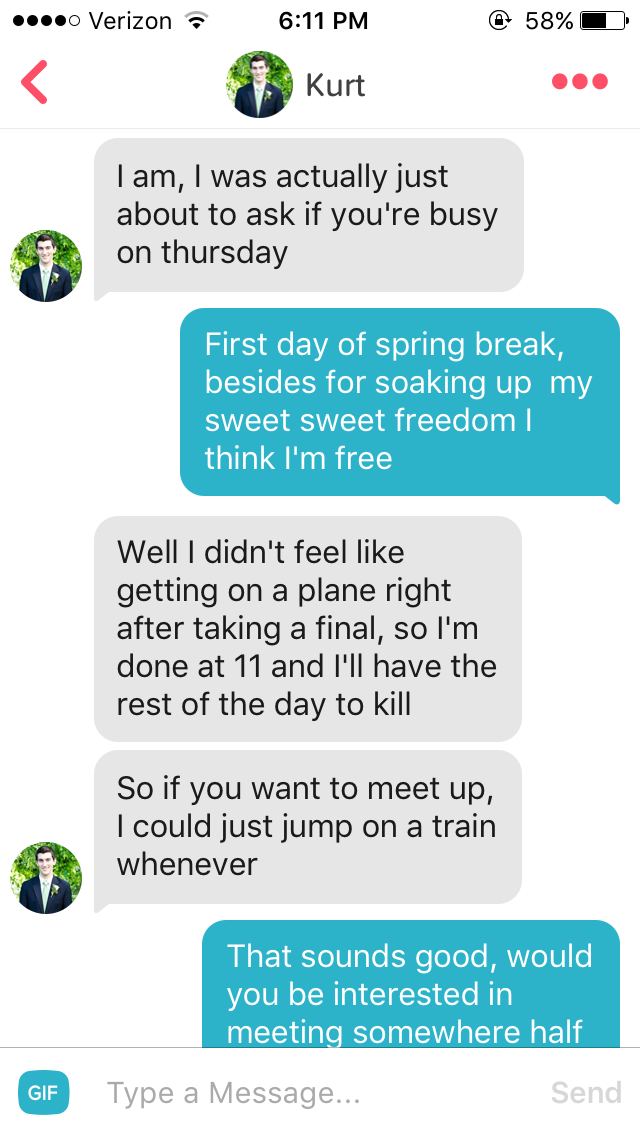 Verizon 6:11 PM 58%
Kurt
I am, I was actually just
about to ask if you're busy
on thursday
First day of spring break,
besides for soaking up  my
sweet sweet freedom I
think I'm free
Well I didn't feel like
getting on a plane right
after taking a final, so I'm
done at 11 and I'll have the
rest of the day to kill
So if you want to meet up,
I could just jump on a train
whenever
That sounds good, would
you be interested in
meeting somewhere half
GIF Type a Message... Send